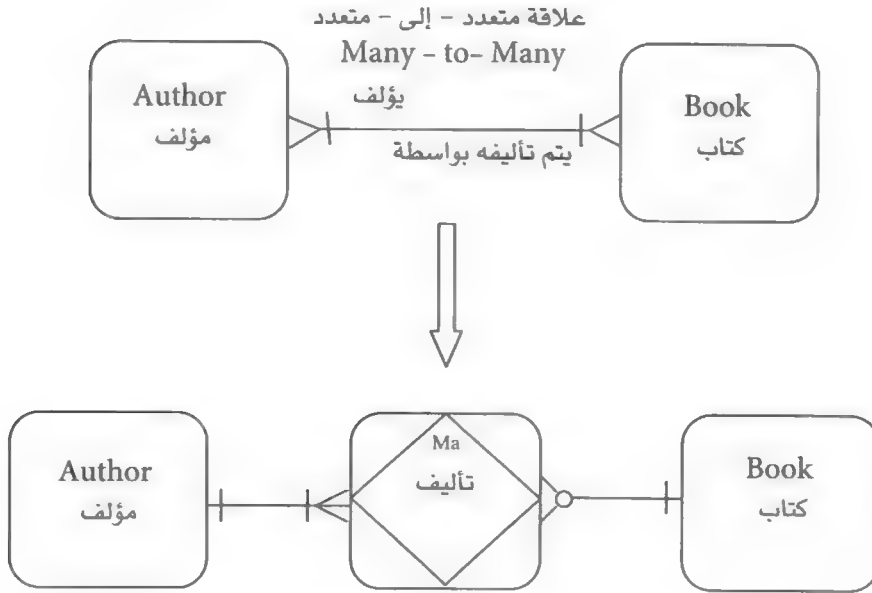 علاقة متعدد - إلى - متعدد
Many - to- Many
Author
مؤلف
يؤلف
يتم تأليفه بواسطة
Book
كتاب
Author
مؤلف
Ma
تأليف
Book
كتاب